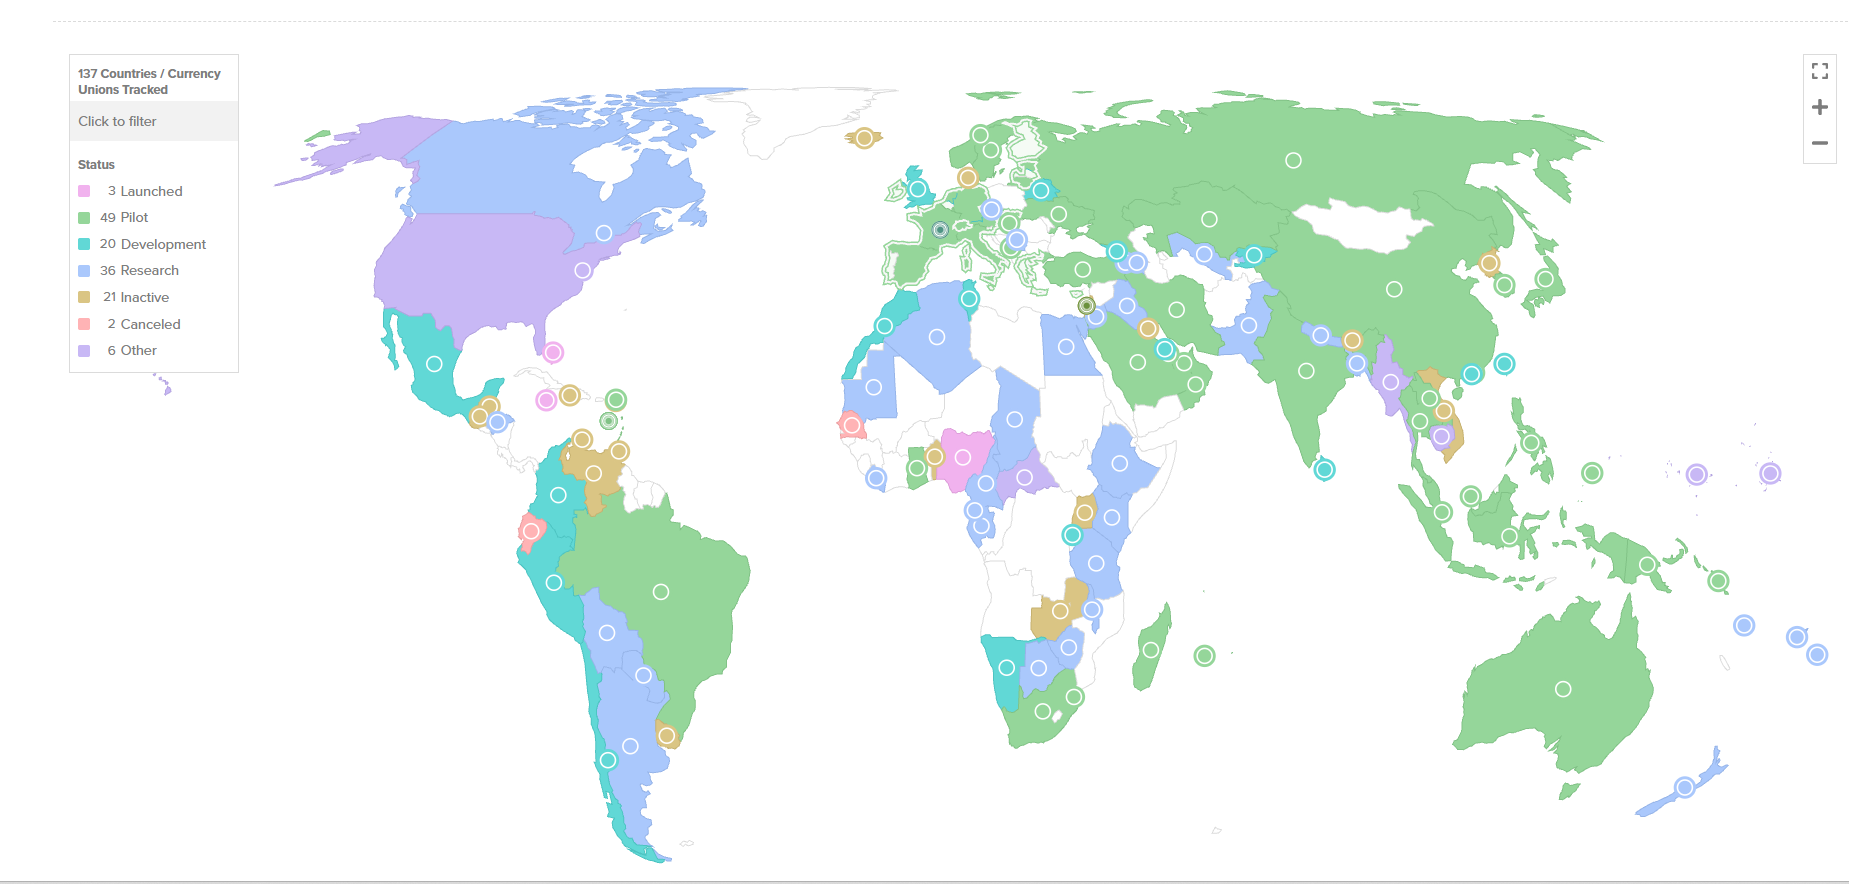 137 Countries / Currency
Unions Tracked
Click to filter
Status
3 Launched
49 Pilot
20 Development
36 Research
21 Inactive
2 Canceled
6 Other